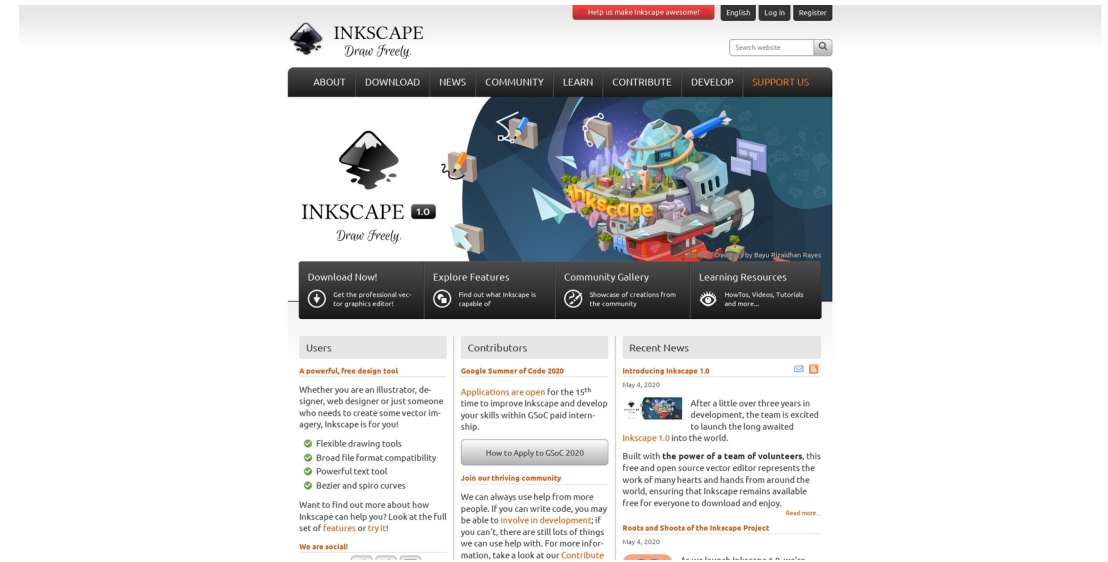 Help us make Inkscape awesome!
English
Log in
Register
INKSCAPE
Draw Freely.
Search website
ABOUT
DOWNLOAD
NEWS
COMMUNITY
LEARN
CONTRIBUTE
DEVELOP
SUPPORT US
SVG
Inkscape
INKSCAPE 1.0
Draw Freely.
by Bayu Rizaldhan Rayes
Download Now!
Get the professional vec-
tor graphics editor!
Explore Features
Find out what Inkscape is
capable of
Community Gallery
Showcase of creations from
the community
Learning Resources
HowTos, Videos, Tutorials
and more...
Users
A powerful, free design tool
Whether you are an illustrator, de-
signer, web designer or just someone
who needs to create some vector im-
agery, Inkscape is for you!
Flexible drawing tools
Broad file format compatibility
Powerful text tool
Bezier and spiro curves
Want to find out more about how
Inkscape can help you? Look at the full
set of features or try it!
We are social!
Contributors
Google Summer of Code 2020
Applications are open for the 15th
time to improve Inkscape and develop
your skills within GSoC paid intern-
ship.
How to Apply to GSoC 2020
Join our thriving community
We can always use help from more
people. If you can write code, you may
be able to involve in development; if
you can't, there are still lots of things
we can use help with. For more infor-
mation, take a look at our Contribute
Recent News
Introducing Inkscape 1.0
May 4, 2020
After a little over three years in
development, the team is excited
to launch the long awaited
Inkscape 1.0 into the world.
Built with the power of a team of volunteers, this
free and open source vector editor represents the
work of many hearts and hands from around the
world, ensuring that Inkscape remains available
free for everyone to download and enjoy.
Read more...
Roots and Shoots of the Inkscape Project
May 4, 2020
As we launch Inkscape 1.0, we're